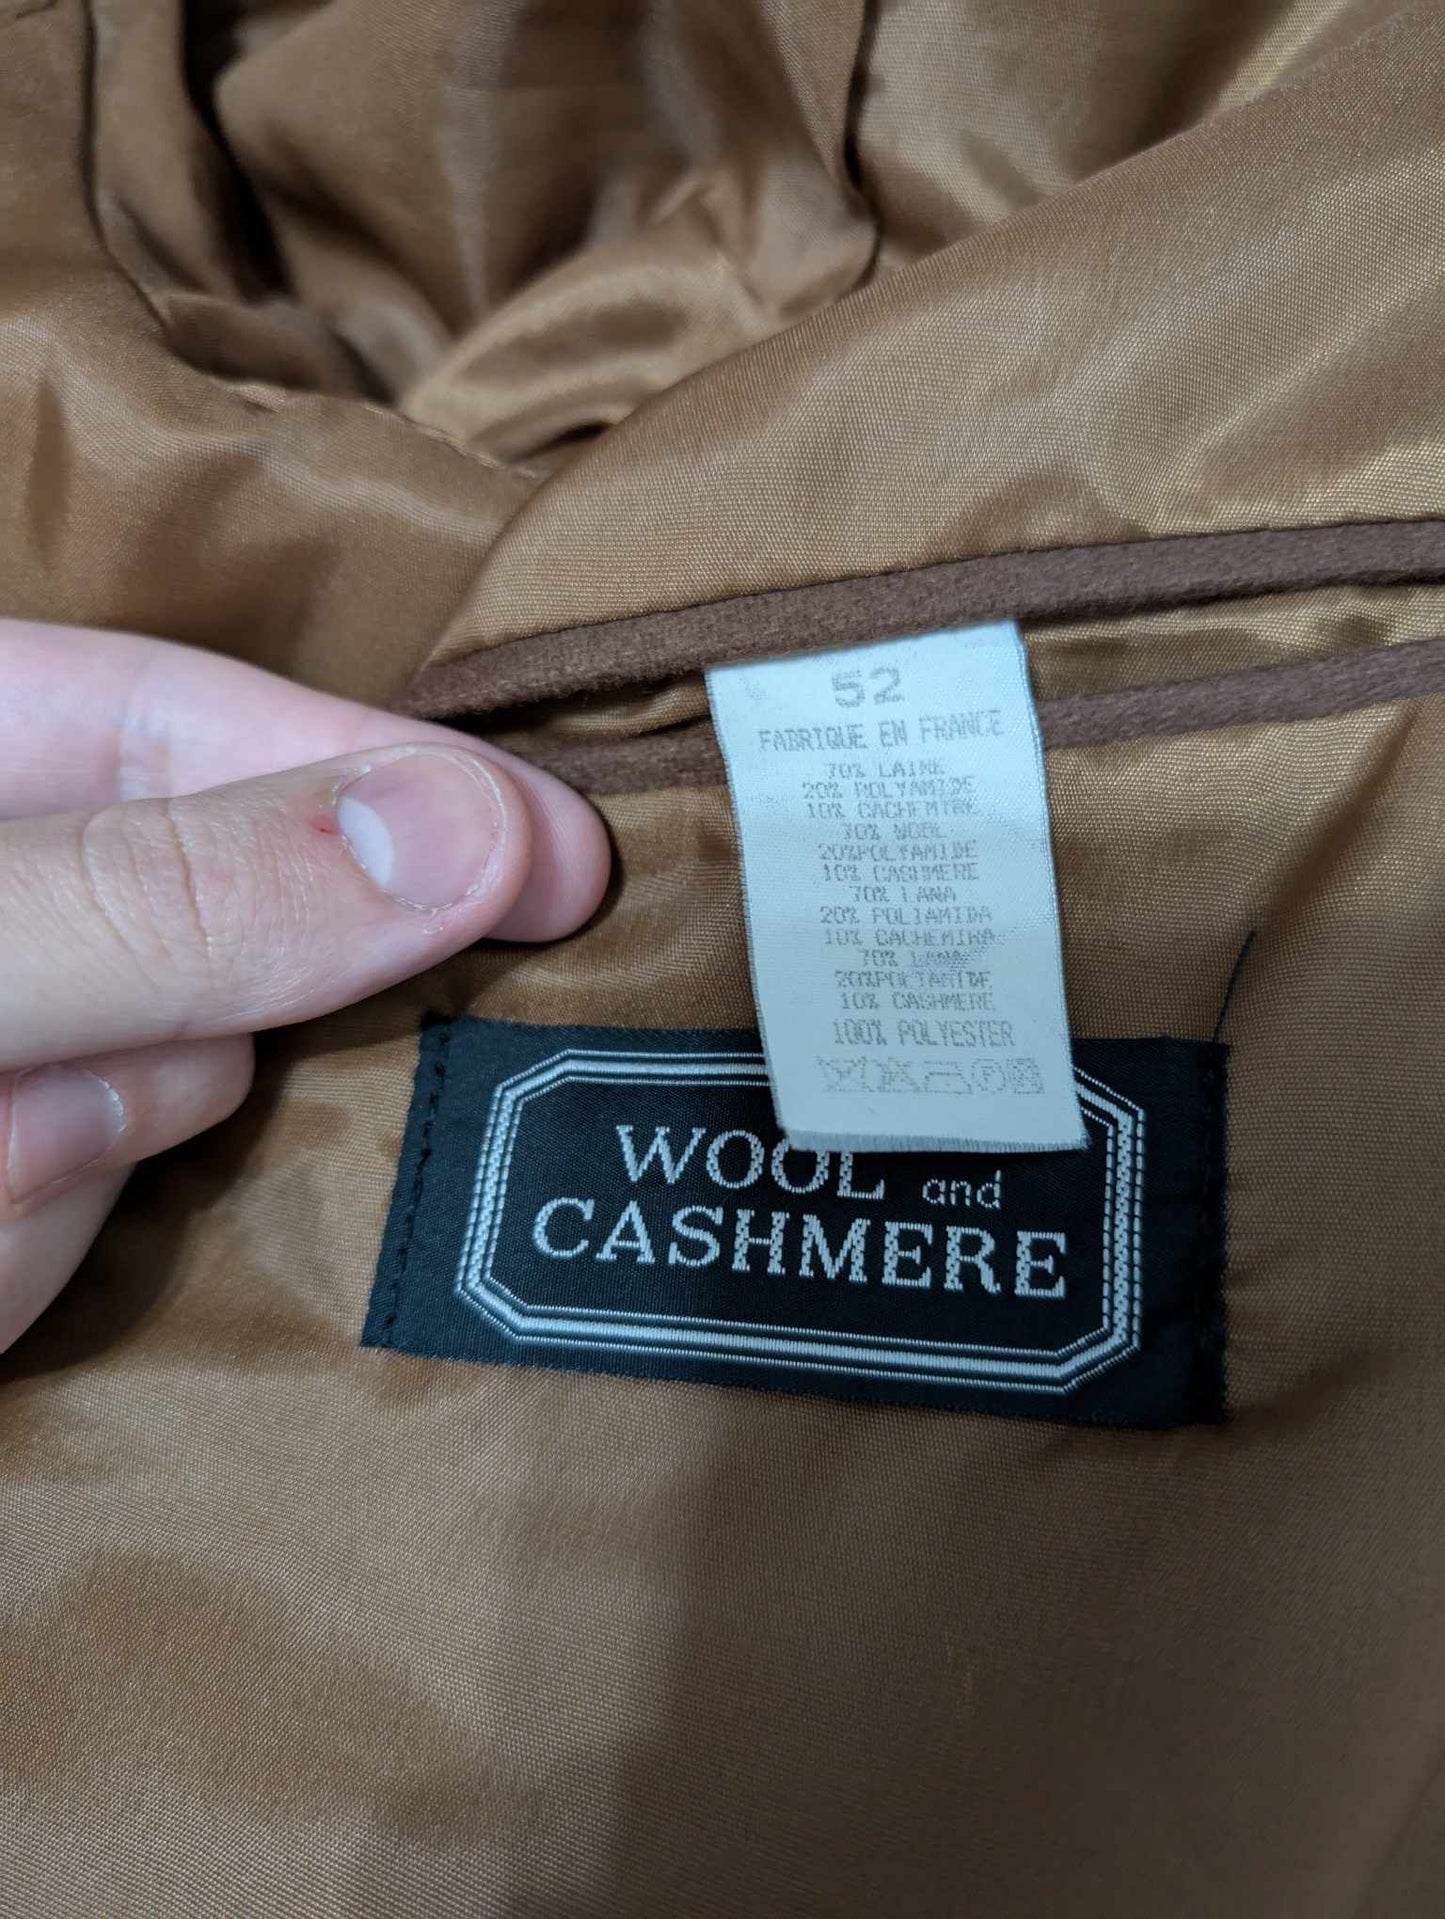 52
FABRIQUE EN FRANCE
70% LAINE
20% POLYAMIDE
10% CACHEMIRE
70% WOOL
20%POLYAMIDE
10% CASHMERE
70% LANA
20% POLIAMIDA
10% CACHEMIRA
70% LANA
20%POLIAMIDE
10% CASHMERE
100% POLYESTER
WOOL and
CASHMERE